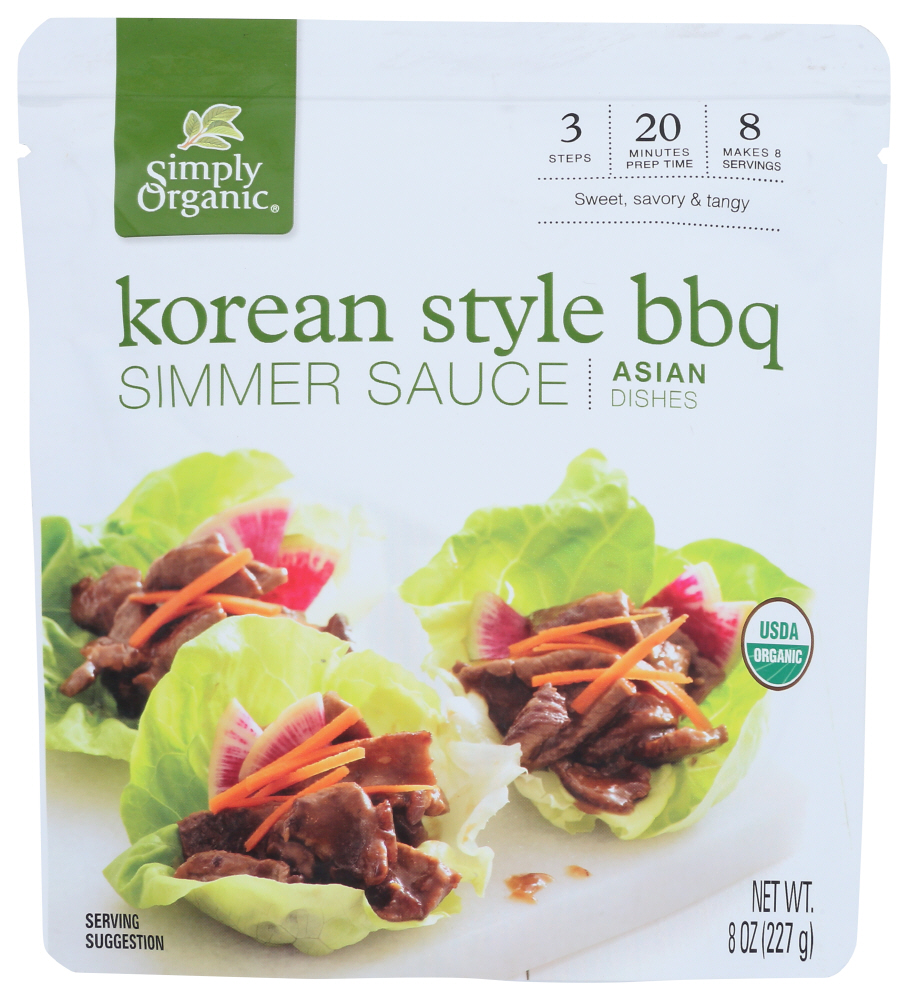 Simply
Organic®
3
STEPS
20
MINUTES
PREP TIME
8
MAKES 8
SERVINGS
Sweet, savory & tangy
korean style bbq
SIMMER SAUCE
ASIAN
DISHES
USDA
ORGANIC
SERVING
SUGGESTION
NET WT.
8 OZ (227 g)